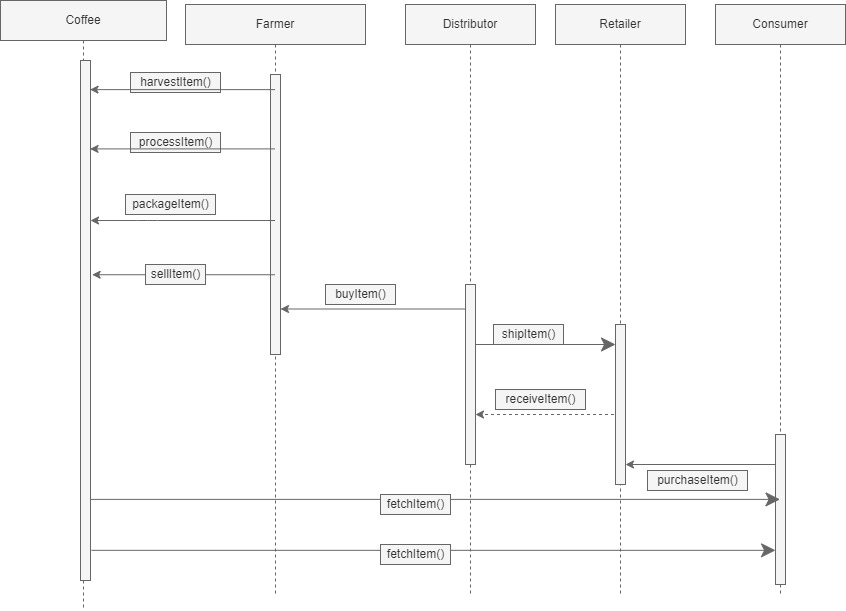 Coffee
Farmer
Distributor
Retailer
Consumer
harvestItem()
processItem()
packageItem()
sellItem()
buyItem()
shipItem()
receiveItem()
purchaseItem()
fetchItem()
fetchItem()